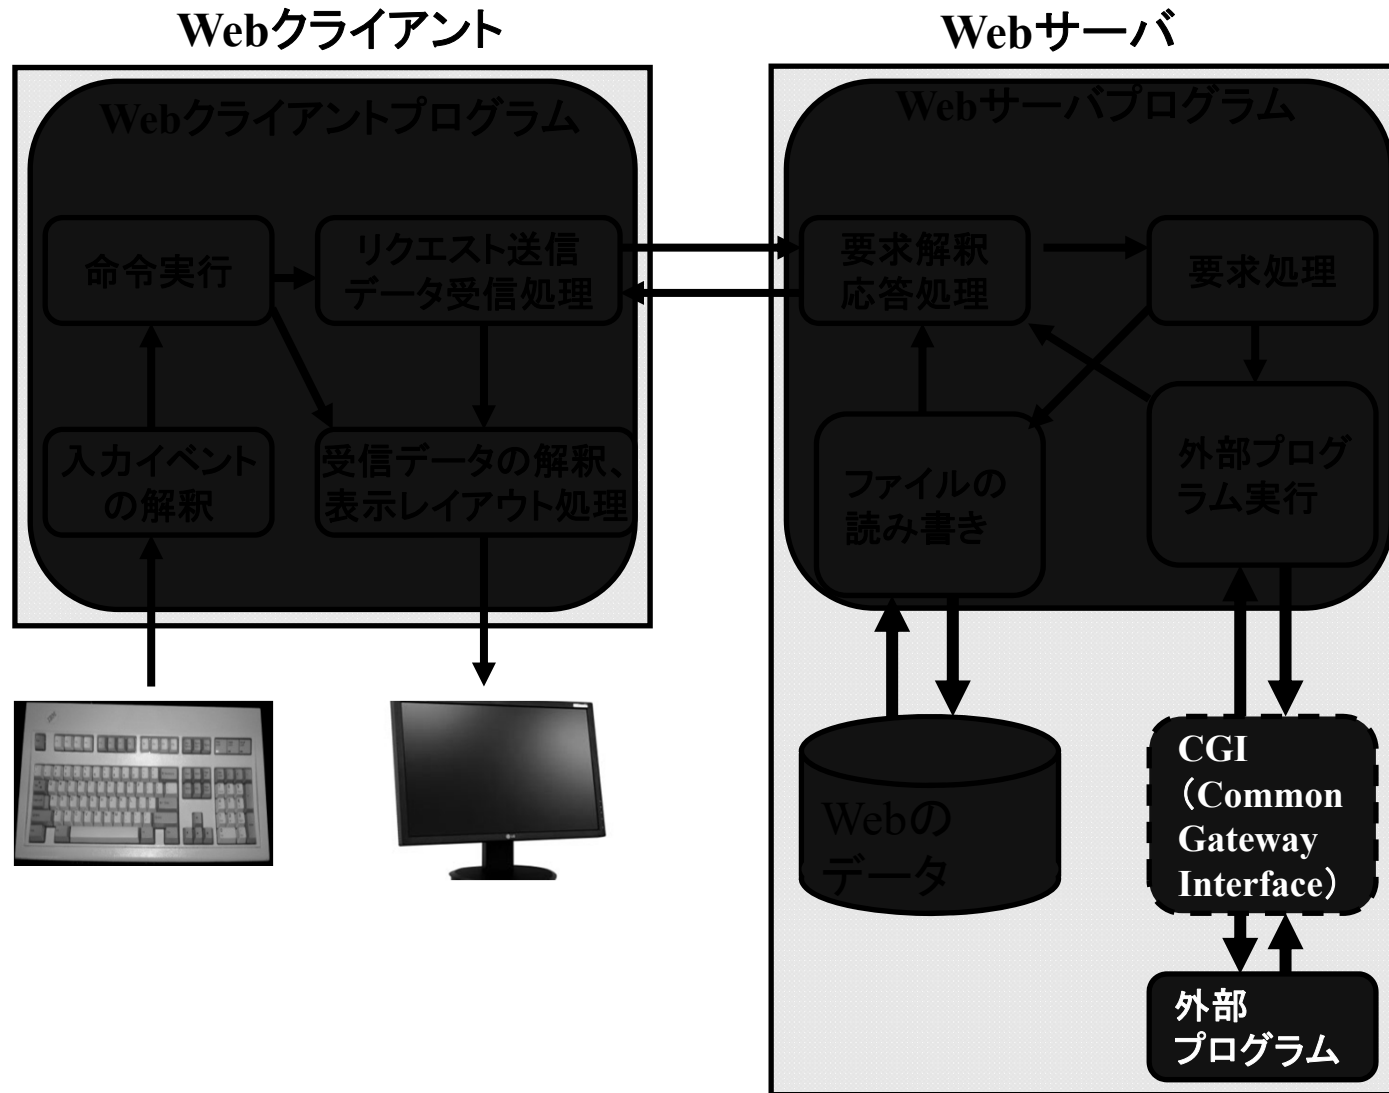 Webクライアント
Webサーバ
Webクライアントプログラム
命令実行
リクエスト送信
データ受信処理
入力イベント
の解釈
受信データの解釈、
表示レイアウト処理
Webサーバプログラム
要求解釈
応答処理
要求処理
ファイルの
読み書き
外部プログ
ラム実行
Webの
データ
CGI
（Common
Gateway
Interface）
外部
プログラム